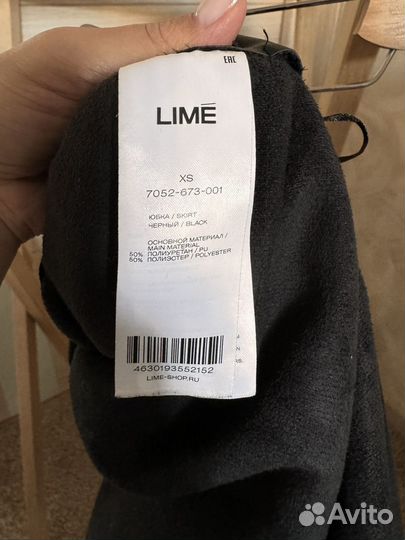 EAC
LIMĒ
XS
7052-673-001
ЮБКА / SKIRT
ЧЕРНЫЙ / BLACK
ОСНОВНОЙ МАТЕРИАЛ /
MAIN MATERIAL
50% ПОЛИУРЕТАН / PU
50% ПОЛИЭСТЕР / POLYESTER
4630193552152
LIME-SHOP.RU
Avito